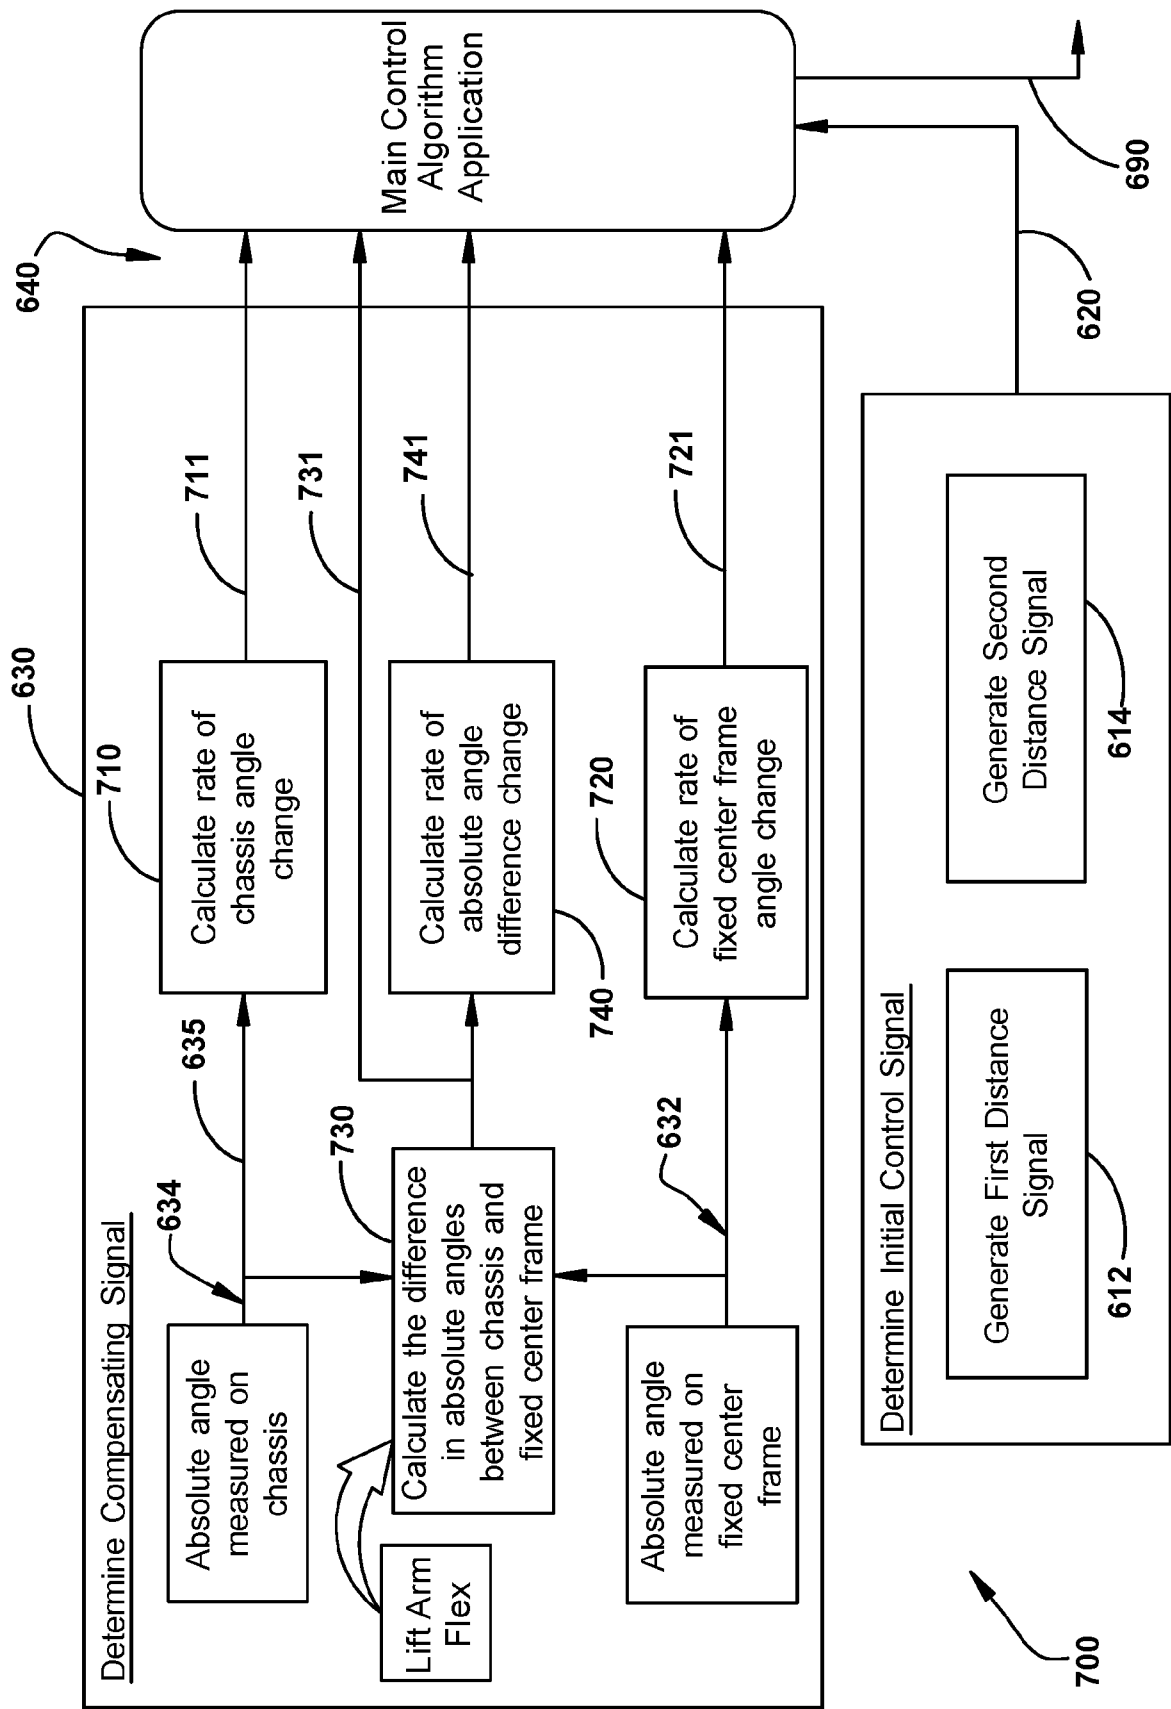 Determine Compensating Signal
630
640
Absolute angle
measured on
chassis
634
635
710
Calculate rate of
chassis angle
change
711
Lift Arm
Flex
730
Calculate the difference
in absolute angles
between chassis and
fixed center frame
731
Calculate rate of
absolute angle
difference change
740
741
Absolute angle
measured on
fixed center
frame
632
720
Calculate rate of
fixed center frame
angle change
721
Main Control
Algorithm
Application
Determine Initial Control Signal
Generate First Distance
Signal
612
Generate Second
Distance Signal
614
620
690
700